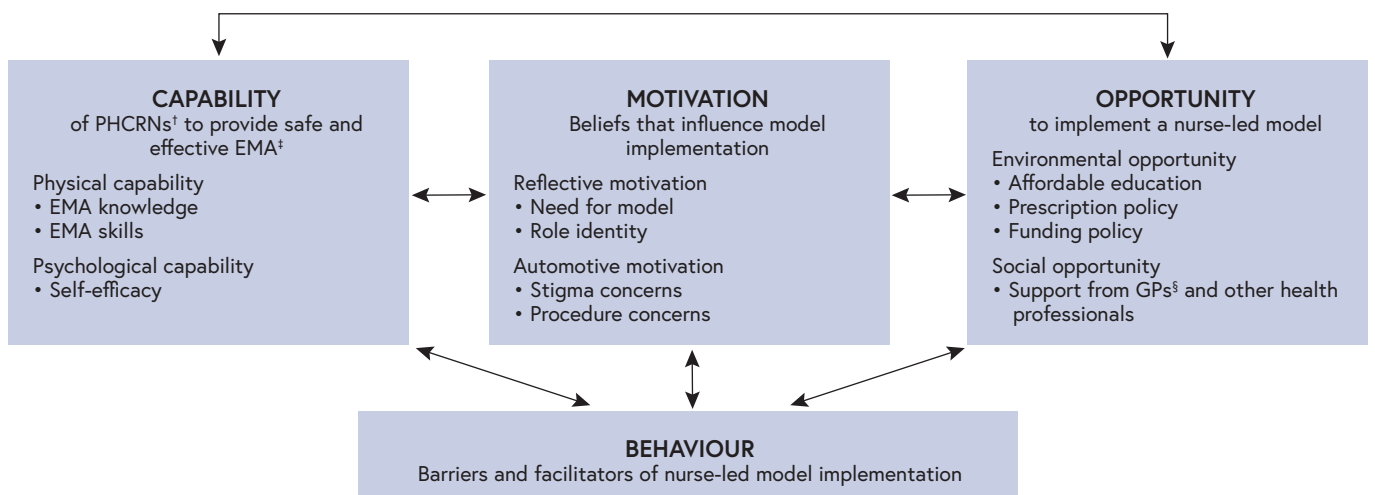 CAPABILITY
of PHCRNs† to provide safe and
effective EMA‡
Physical capability
• EMA knowledge
• EMA skills
Psychological capability
• Self-efficacy
MOTIVATION
Beliefs that influence model
implementation
Reflective motivation
• Need for model
• Role identity
Automotive motivation
• Stigma concerns
• Procedure concerns
OPPORTUNITY
to implement a nurse-led model
Environmental opportunity
• Affordable education
• Prescription policy
• Funding policy
Social opportunity
• Support from GPs§ and other health
professionals
BEHAVIOUR
Barriers and facilitators of nurse-led model implementation